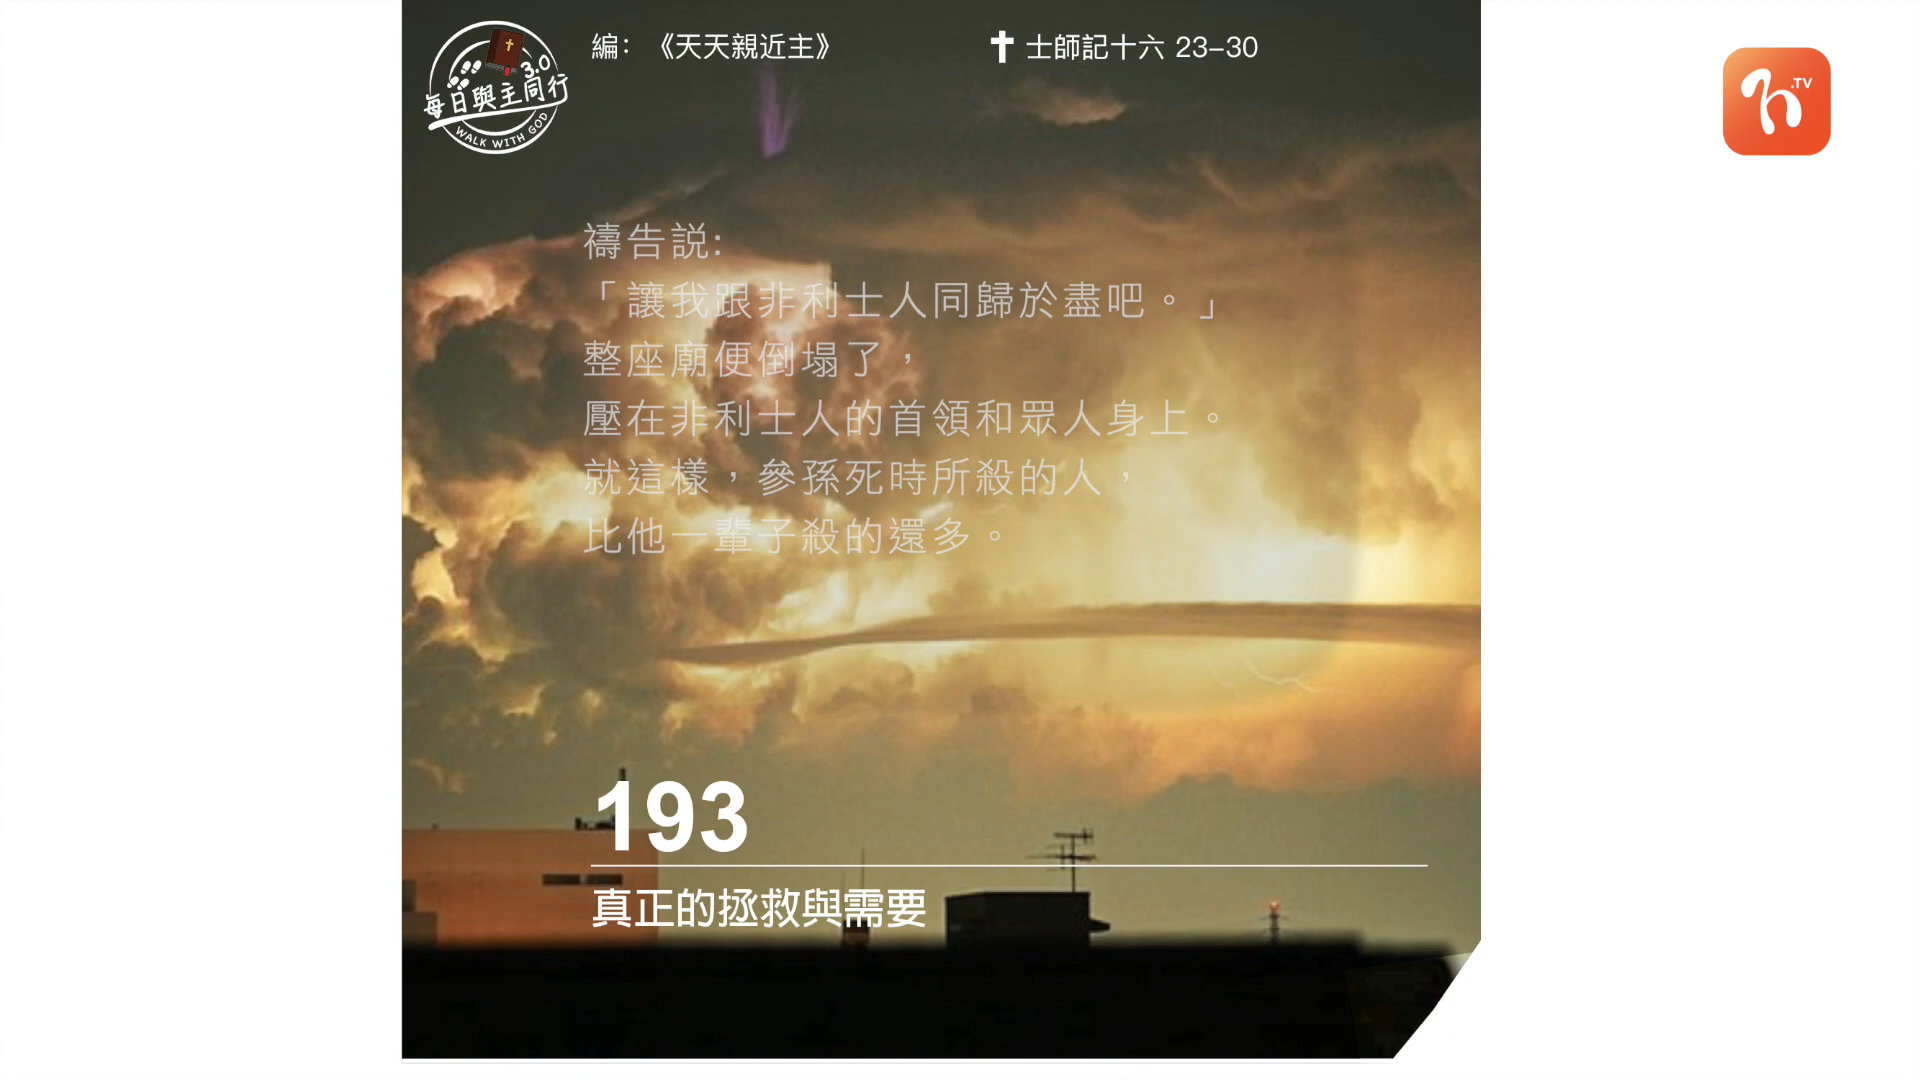 每日與主同行
3.0
WALK WITH GOD
編：《天天親近主》
士師記十六 23-30
h.TV
禱告説:
「讓我跟非利士人同歸於盡吧。」
整座廟便倒塌了，
壓在非利士人的首領和眾人身上。
就這樣，參孫死時所殺的人，
比他一輩子殺的還多。
193
真正的拯救與需要